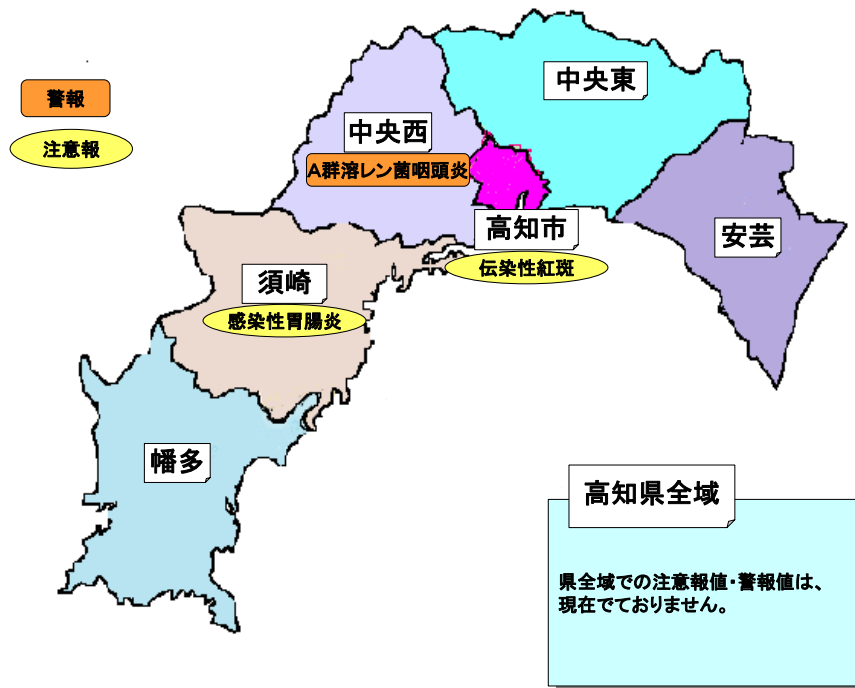 警報
注意報
中央東
中央西
A群溶レン菌咽頭炎
高知市
伝染性紅斑
安芸
須崎
感染性胃腸炎
幡多
高知県全域
県全域での注意報値・警報値は、
現在でておりません。